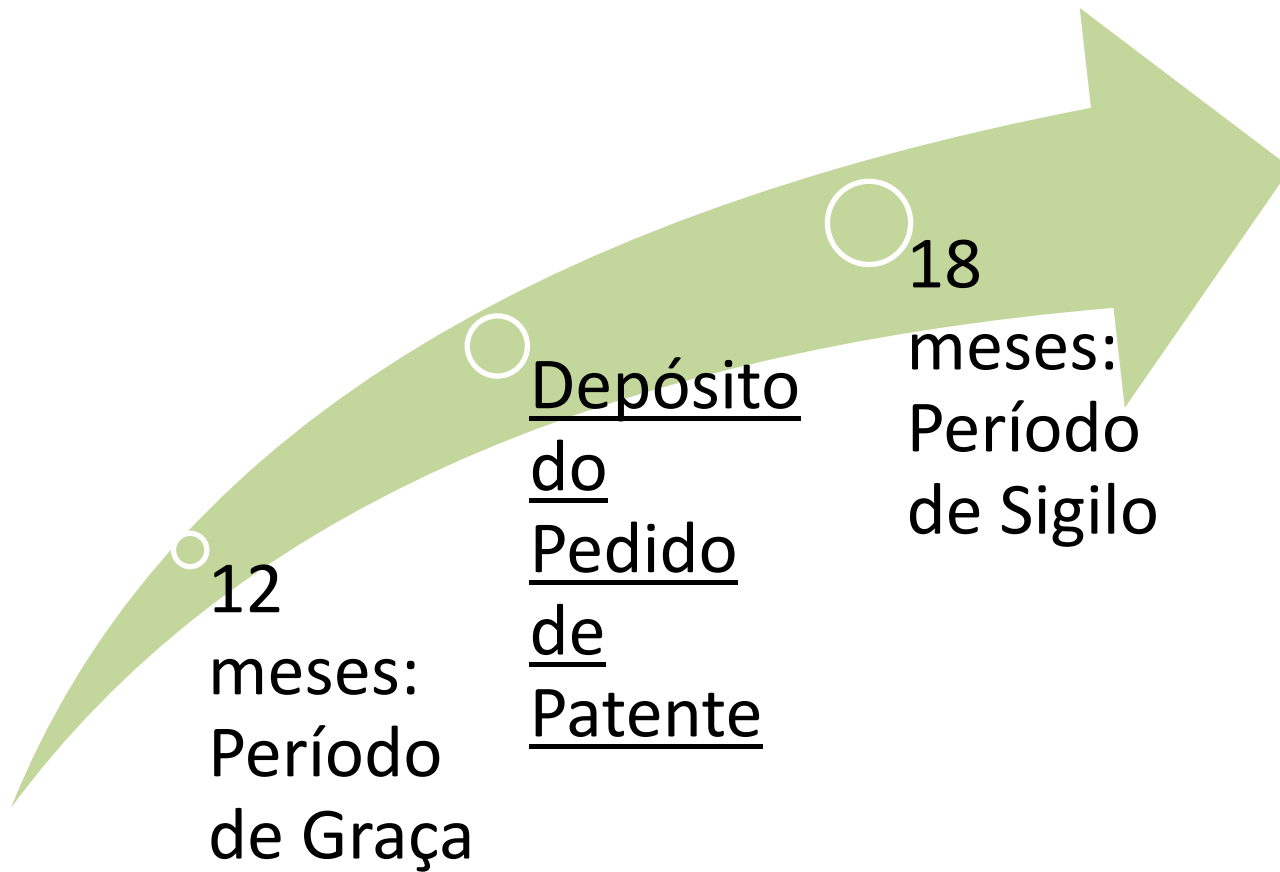 12
meses:
Período
de Graça
Depósito
do
Pedido
de
Patente
18
meses:
Período
de Sigilo